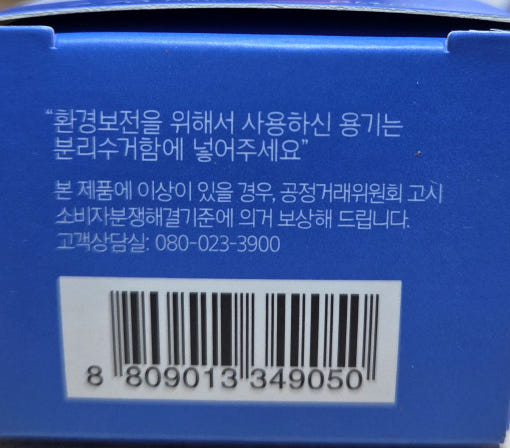 “환경보전을 위해서 사용하신 용기는
분리수거함에 넣어주세요”
본 제품에 이상이 있을 경우, 공정거래위원회 고시
소비자분쟁해결기준에 의거 보상해 드립니다.
고객상담실: 080-023-3900
8 809013 349050